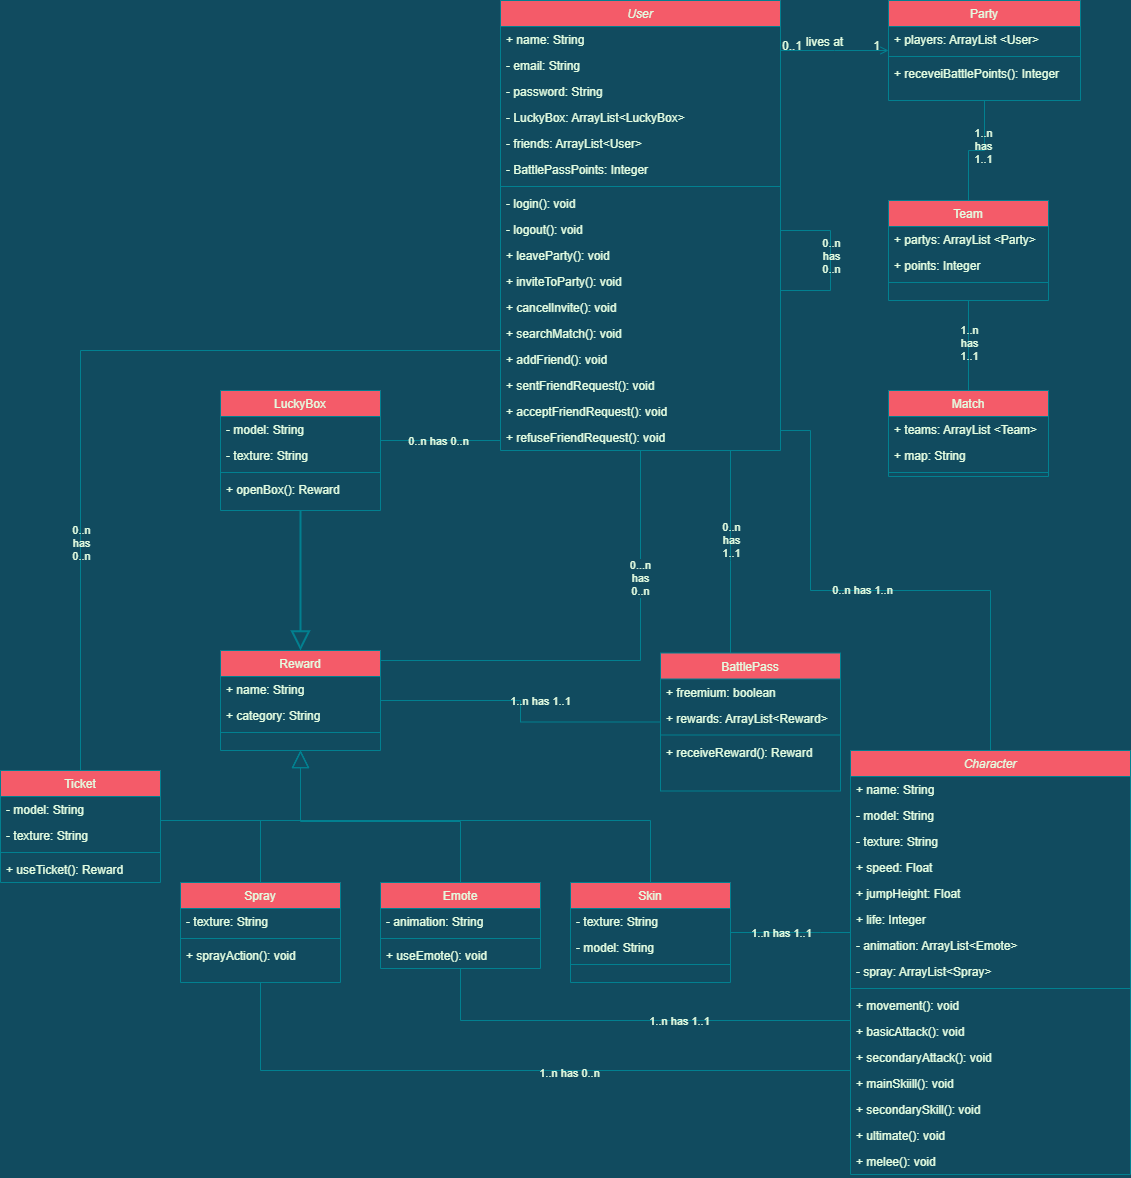 User
+ name: String
- email: String
- password: String
- LuckyBox: ArrayList<LuckyBox>
- friends: ArrayList<User>
- BattlePassPoints: Integer
- login(): void
- logout(): void
+ leaveParty(): void
+ inviteToParty(): void
+ cancelInvite(): void
+ searchMatch(): void
+ addFriend(): void
+ sentFriendRequest(): void
+ acceptFriendRequest(): void
+ refuseFriendRequest(): void
0..1 lives at 1
Party
+ players: ArrayList <User>
+ receveiBattlePoints(): Integer
1..n
has
1..1
Team
+ partys: ArrayList <Party>
+ points: Integer
0..n
has
0..n
1..n
has
1..1
Match
+ teams: ArrayList <Team>
+ map: String
LuckyBox
- model: String
- texture: String
+ openBox(): Reward
0..n has 0..n
0..n
has
0..n
0...n
has
0..n
0..n
has
1..1
0..n has 1..n
Reward
+ name: String
+ category: String
1..n has 1..1
BattlePass
+ freemium: boolean
+ rewards: ArrayList<Reward>
+ receiveReward(): Reward
Ticket
- model: String
- texture: String
+ useTicket(): Reward
Spray
- texture: String
+ sprayAction(): void
Emote
- animation: String
+ useEmote(): void
Skin
- texture: String
- model: String
1..n has 1..1
1..n has 1..1
1..n has 0..n
Character
+ name: String
- model: String
- texture: String
+ speed: Float
+ jumpHeight: Float
+ life: Integer
- animation: ArrayList<Emote>
- spray: ArrayList<Spray>
+ movement(): void
+ basicAttack(): void
+ secondaryAttack(): void
+ mainSkiill(): void
+ secondarySkill(): void
+ ultimate(): void
+ melee(): void